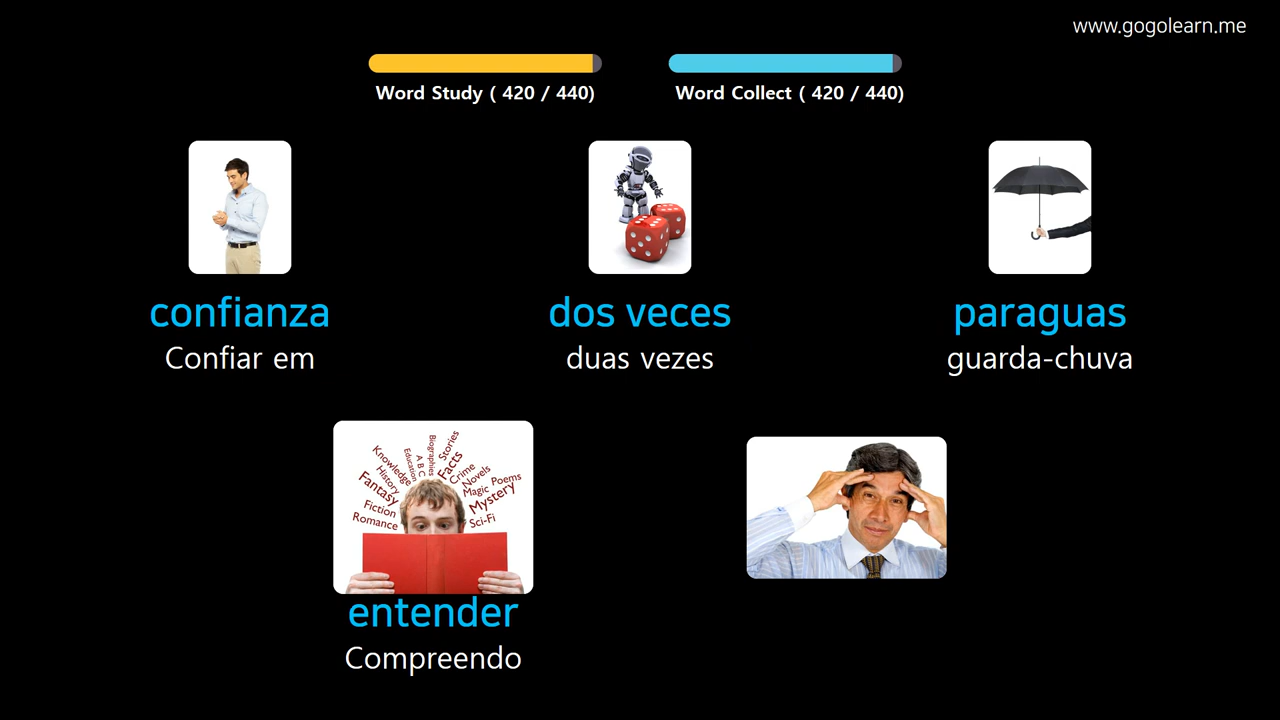 www.gogolearn.me
Word Study ( 420 / 440)
Word Collect ( 420 / 440)
confianza
Confiar em
dos veces
duas vezes
paraguas
guarda-chuva
Stories
Biographies
A B C
Education
Facts
Knowledge
Crime
History
Novels
Fantasy
Magic
Poems
Mystery
Fiction
Romance
Sci-Fi
entender
Compreendo